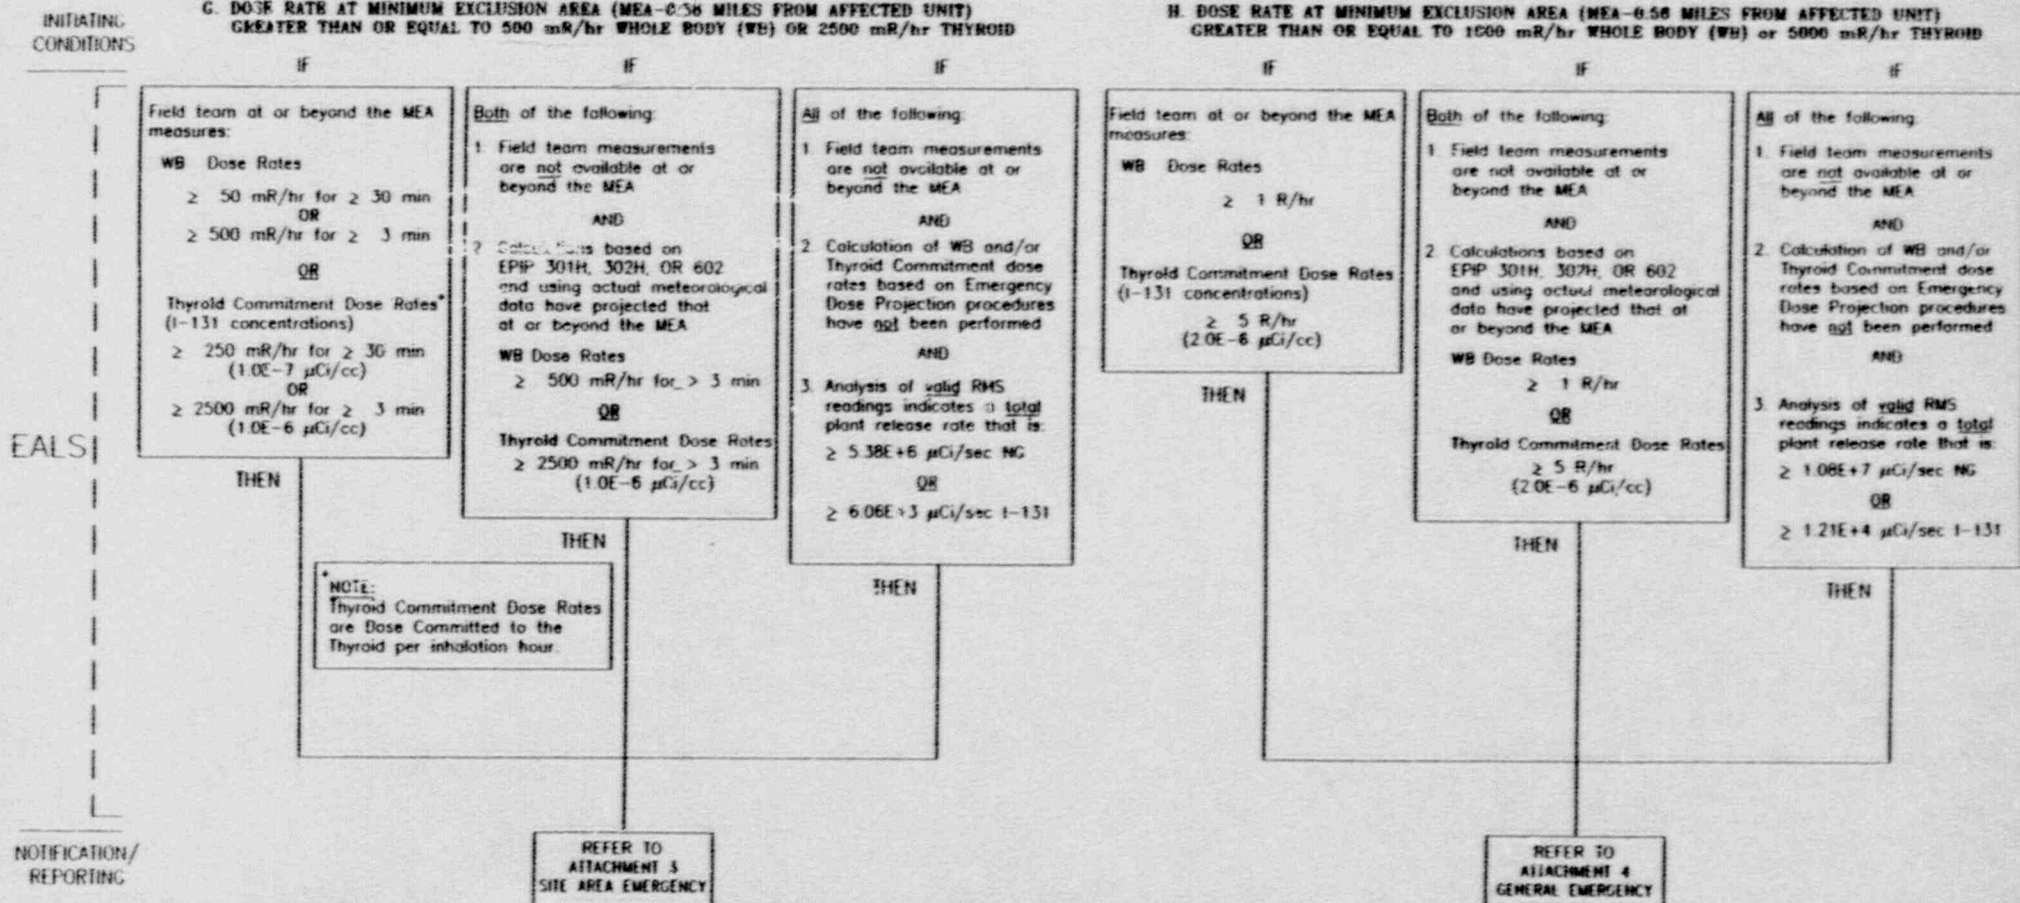 INITIATING
CONDITIONS
G. DOSE RATE AT MINIMUM EXCLUSION AREA (MEA-0.56 MILES FROM AFFECTED UNIT)
GREATER THAN OR EQUAL TO 500 mR/hr WHOLE BODY (WB) OR 2500 mR/hr THYROID
IF
IF
IF
EALS
Field team at or beyond the MEA
measures:
WB Dose Rates
≥ 50 mR/hr for ≥ 30 min
OR
≥ 500 mR/hr for ≥ 3 min
OR
Thyroid Commitment Dose Rates*
(I-131 concentrations)
≥ 250 mR/hr for ≥ 30 min
(1.0E-7 µCi/cc)
OR
≥ 2500 mR/hr for ≥ 3 min
(1.0E-6 µCi/cc)
THEN
Both of the following:
1. Field team measurements
are not available at or
beyond the MEA
AND
2. Calculations based on
EPIP 301H, 302H, OR 602
and using actual meteorological
data have projected that
at or beyond the MEA
WB Dose Rates
≥ 500 mR/hr for > 3 min
OR
Thyroid Commitment Dose Rates
≥ 2500 mR/hr for > 3 min
(1.0E-6 µCi/cc)
THEN
*
NOTE:
Thyroid Commitment Dose Rates
are Dose Committed to the
Thyroid per inhalation hour.
All of the following:
1. Field team measurements
are not available at or
beyond the MEA
AND
2. Calculation of WB and/or
Thyroid Commitment dose
rates based on Emergency
Dose Projection procedures
have not been performed
AND
3. Analysis of valid RMS
readings indicates a total
plant release rate that is:
≥ 5.38E+6 µCi/sec NG
OR
≥ 6.06E+3 µCi/sec I-131
THEN
H. DOSE RATE AT MINIMUM EXCLUSION AREA (MEA-0.56 MILES FROM AFFECTED UNIT)
GREATER THAN OR EQUAL TO 1000 mR/hr WHOLE BODY (WB) or 5000 mR/hr THYROID
IF
IF
IF
Field team at or beyond the MEA
measures:
WB Dose Rates
≥ 1 R/hr
OR
Thyroid Commitment Dose Rates
(I-131 concentrations)
≥ 5 R/hr
(2.0E-6 µCi/cc)
THEN
Both of the following:
1. Field team measurements
are not available at or
beyond the MEA
AND
2. Calculations based on
EPIP 301H, 302H, OR 602
and using actual meteorological
data have projected that at
or beyond the MEA
WB Dose Rates
≥ 1 R/hr
OR
Thyroid Commitment Dose Rates
≥ 5 R/hr
(2.0E-6 µCi/cc)
THEN
All of the following:
1. Field team measurements
are not available at or
beyond the MEA
AND
2. Calculation of WB and/or
Thyroid Commitment dose
rates based on Emergency
Dose Projection procedures
have not been performed
AND
3. Analysis of valid RMS
readings indicates a total
plant release rate that is:
≥ 1.08E+7 µCi/sec NG
OR
≥ 1.21E+4 µCi/sec I-131
THEN
NOTIFICATION/
REPORTING
REFER TO
ATTACHMENT 3
SITE AREA EMERGENCY
REFER TO
ATTACHMENT 4
GENERAL EMERGENCY